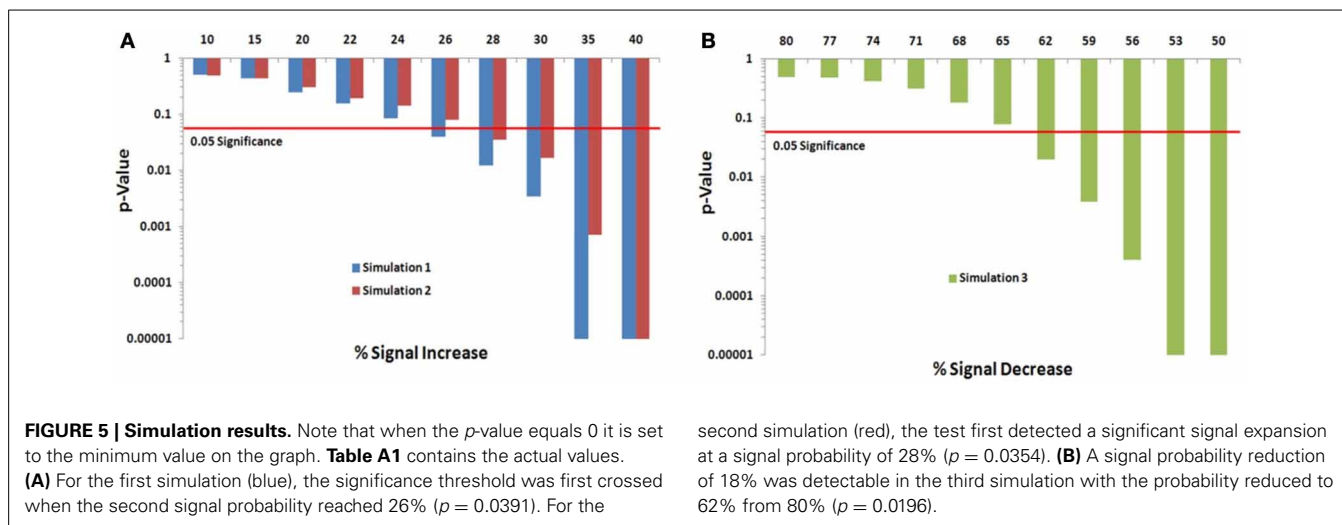 A
10 15 20 22 24 26 28 30 35 40
1
0.1
0.05 Significance
0.01
0.001
0.0001
0.00001
p-Value
Simulation 1
Simulation 2
% Signal Increase
B
80 77 74 71 68 65 62 59 56 53 50
1
0.1
0.05 Significance
0.01
0.001
0.0001
0.00001
p-Value
Simulation 3
% Signal Decrease
FIGURE 5 | Simulation results. Note that when the p-value equals 0 it is set
to the minimum value on the graph. Table A1 contains the actual values.
(A) For the first simulation (blue), the significance threshold was first crossed
when the second signal probability reached 26% (p = 0.0391). For the
second simulation (red), the test first detected a significant signal expansion
at a signal probability of 28% (p = 0.0354). (B) A signal probability reduction
of 18% was detectable in the third simulation with the probability reduced to
62% from 80% (p = 0.0196).